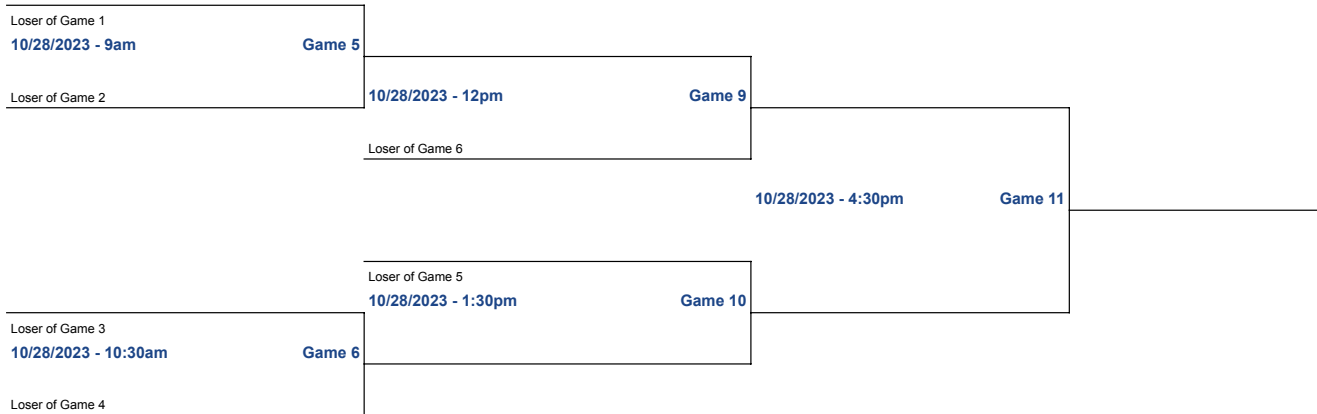 Loser of Game 1
10/28/2023 - 9am Game 5
Loser of Game 2
10/28/2023 - 12pm Game 9
Loser of Game 6
10/28/2023 - 4:30pm Game 11
Loser of Game 5
10/28/2023 - 1:30pm Game 10
Loser of Game 3
10/28/2023 - 10:30am Game 6
Loser of Game 4